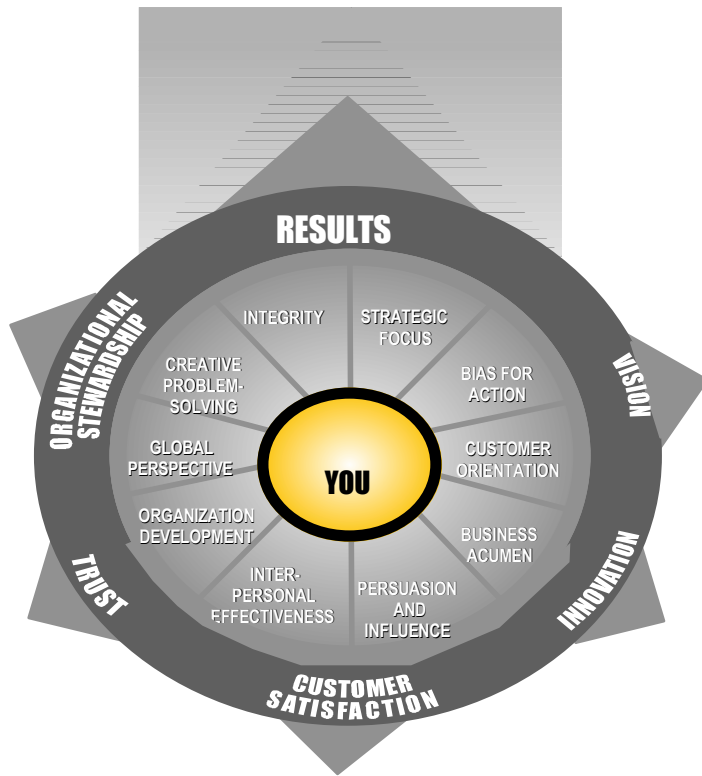 RESULTS
ORGANIZATIONAL
STEWARDSHIP
VISION
INTEGRITY
STRATEGIC
FOCUS
CREATIVE
PROBLEM-
SOLVING
BIAS FOR
ACTION
GLOBAL
PERSPECTIVE
CUSTOMER
ORIENTATION
YOU
ORGANIZATION
DEVELOPMENT
BUSINESS
ACUMEN
INTER-
PERSONAL
EFFECTIVENESS
PERSUASION
AND
INFLUENCE
TRUST
INNOVATION
CUSTOMER
SATISFACTION